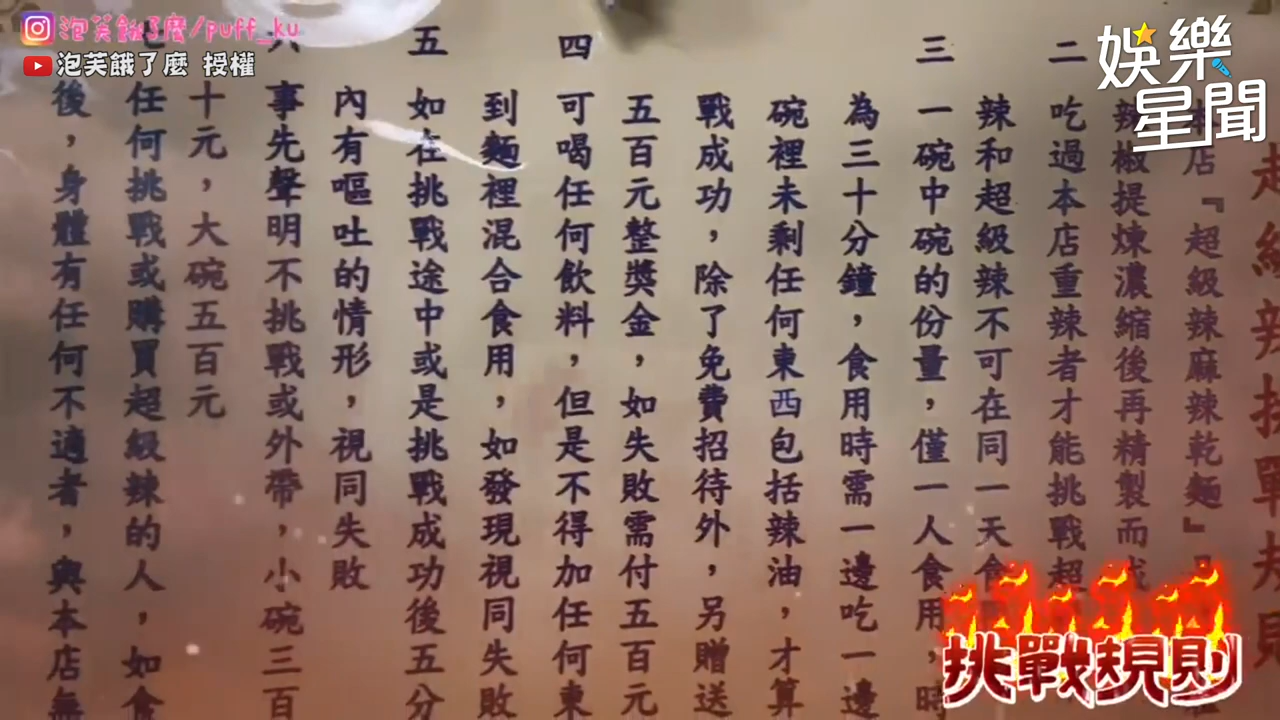 泡芙餓了麼/puff_ku
泡芙餓了麼 授權
娛樂
星聞
超級辣挑戰規則
店『超級辣麻辣乾麵』
辣椒提煉濃縮後再精製而成
二 吃過本店重辣者才能挑戰超
辣和超級辣不可在同一天食
三 一碗中碗的份量，僅一人食用，時
為三十分鐘，食用時需一邊吃一邊
碗裡未剩任何東西包括辣油，才算
戰成功，除了免費招待外，另贈送
五百元整獎金，如失敗需付五百元
四 可喝任何飲料，但是不得加任何東
到麵裡混合食用，如發現視同失敗
五 如在挑戰途中或是挑戰成功後五分
內有嘔吐的情形，視同失敗
六 事先聲明不挑戰或外帶，小碗三百
十元，大碗五百元
任何挑戰或購買超級辣的人，如食
後，身體有任何不適者，與本店無
挑戰規則